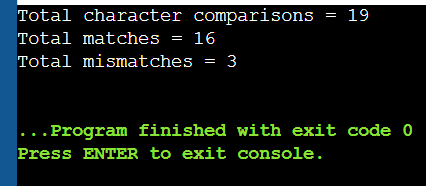 Total character comparisons = 19
Total matches = 16
Total mismatches = 3
...Program finished with exit code 0
Press ENTER to exit console.